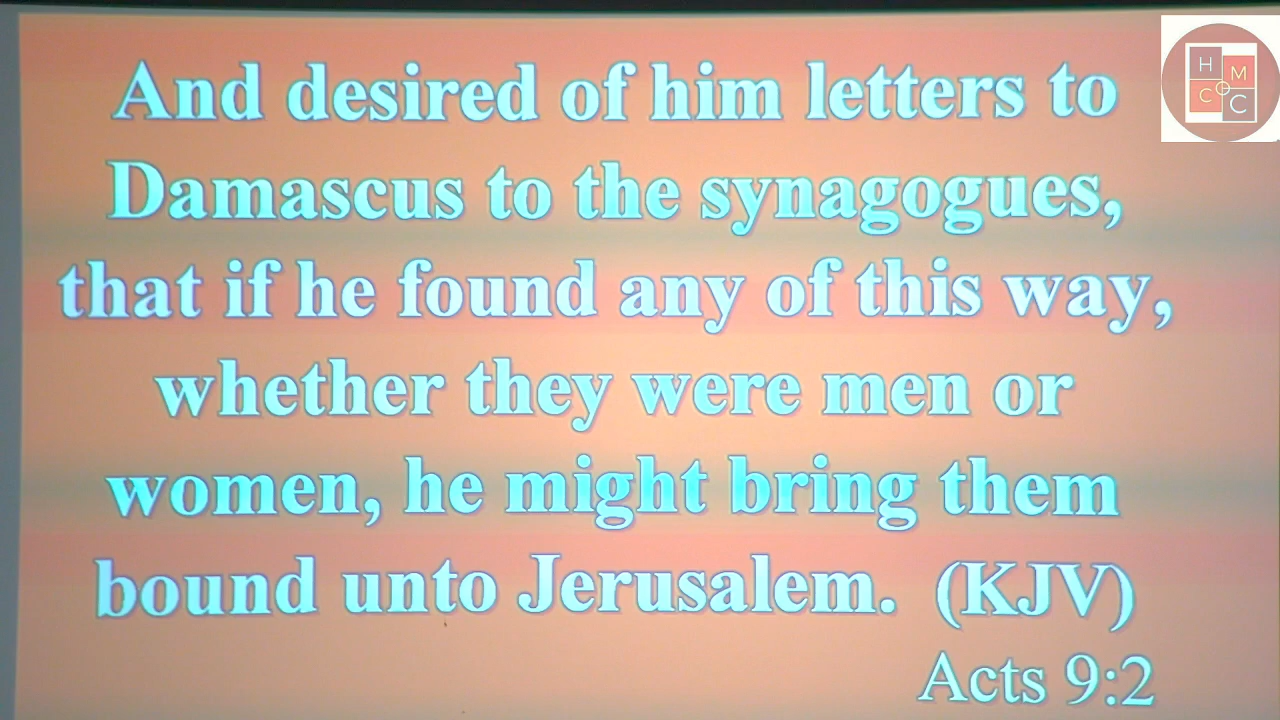 And desired of him letters to
Damascus to the synagogues,
that if he found any of this way,
whether they were men or
women, he might bring them
bound unto Jerusalem. (KJV)
Acts 9:2
H M
C O C